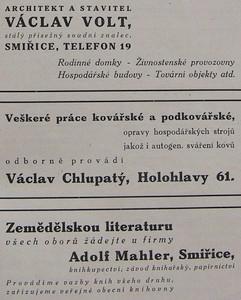 ARCHITEKT A STAVITEL
VÁCLAV VOLT,
stálý přísežný soudní znalec,
SMIŘICE, TELEFON 19
Rodinné domky - Živnostenské provozovny
Hospodářské budovy - Tovární objekty atd.
Veškeré práce kovářské a podkovářské,
opravy hospodářských strojů
jakož i autogen. sváření kovů
odborně provádí
Václav Chlupatý, Holohlavy 61.
Zemědělskou literaturu
všech oborů žádejte u firmy
Adolf Mahler, Smiřice,
knihkupectví, závod knihařský, papírnictví
Provádíme vazby knih všeho druhu,
zařizujeme veřejné obecní knihovny